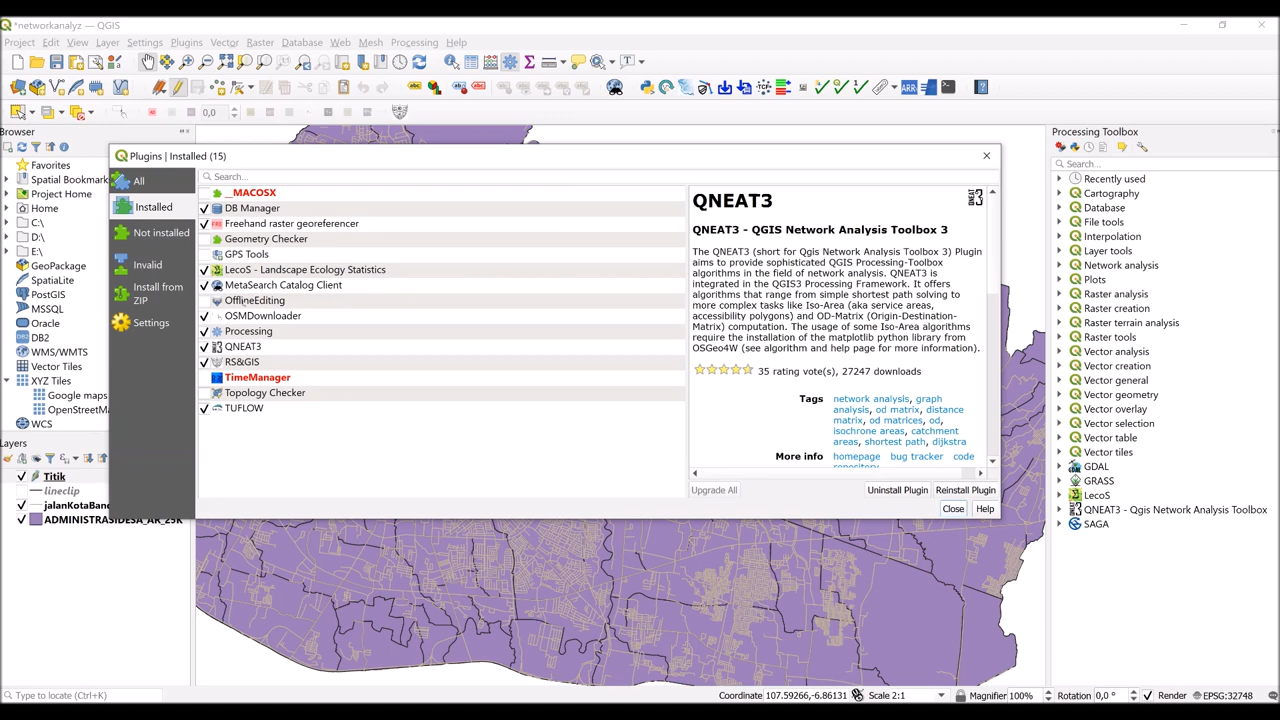 *networkanalyz — QGIS
Project Edit View Layer Settings Plugins Vector Raster Database Web Mesh Processing Help
0,0
Browser
Favorites
Spatial Bookmark
Project Home
Home
C:\
D:\
E:\
GeoPackage
SpatiaLite
PostGIS
MSSQL
Oracle
DB2
WMS/WMTS
Vector Tiles
XYZ Tiles
Google maps
OpenStreetMa
WCS
Layers
Titik
lineclip
jalanKotaBand
ADMINISTRASIDESA_AR_25K
Plugins | Installed (15)
All
Installed
Not installed
Invalid
Install from
ZIP
Settings
Search...
__MACOSX
DB Manager
Freehand raster georeferencer
Geometry Checker
GPS Tools
LecoS - Landscape Ecology Statistics
MetaSearch Catalog Client
OfflineEditing
OSMDownloader
Processing
QNEAT3
RS&GIS
TimeManager
Topology Checker
TUFLOW
QNEAT3
QNEAT3 - QGIS Network Analysis Toolbox 3
The QNEAT3 (short for Qgis Network Analysis Toolbox 3) Plugin
aims to provide sophisticated QGIS Processing-Toolbox
algorithms in the field of network analysis. QNEAT3 is
integrated in the QGIS3 Processing Framework. It offers
algorithms that range from simple shortest path solving to
more complex tasks like Iso-Area (aka service areas,
accessibility polygons) and OD-Matrix (Origin-Destination-
Matrix) computation. The usage of some Iso-Area algorithms
require the installation of the matplotlib python library from
OSGeo4W (see algorithm and help page for more information).
35 rating vote(s), 27247 downloads
Tags network analysis, graph
analysis, od matrix, distance
matrix, od matrices, od,
isochrone areas, catchment
areas, shortest path, dijkstra
More info homepage bug tracker code
repository
Upgrade All Uninstall Plugin Reinstall Plugin
Close Help
Processing Toolbox
Search...
Recently used
Cartography
Database
File tools
Interpolation
Layer tools
Network analysis
Plots
Raster analysis
Raster creation
Raster terrain analysis
Raster tools
Vector analysis
Vector creation
Vector general
Vector geometry
Vector overlay
Vector selection
Vector table
Vector tiles
GDAL
GRASS
LecoS
QNEAT3 - Qgis Network Analysis Toolbox
SAGA
Type to locate (Ctrl+K) Coordinate 107.59266,-6.86131 Scale 2:1 Magnifier 100% Rotation 0,0 ° Render EPSG:32748